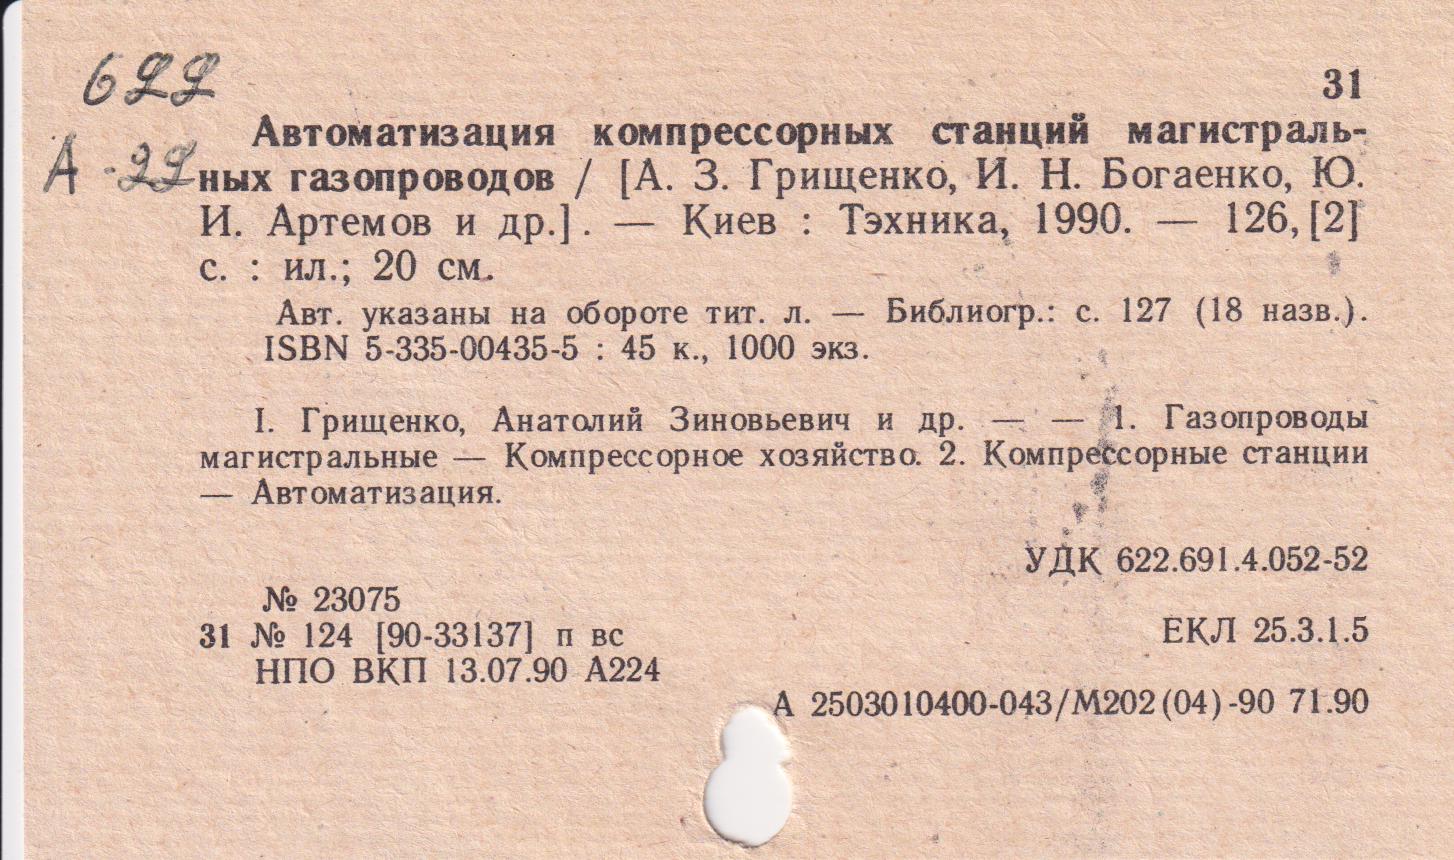 622
31
Автоматизация компрессорных станций магистраль-
А-22 ных газопроводов / [А. З. Грищенко, И. Н. Богаенко, Ю.
И. Артемов и др.]. — Киев : Тэхника, 1990. — 126, [2]
с. : ил.; 20 см.
Авт. указаны на обороте тит. л. — Библиогр.: с. 127 (18 назв.).
ISBN 5-335-00435-5 : 45 к., 1000 экз.
I. Грищенко, Анатолий Зиновьевич и др. — — 1. Газопроводы
магистральные — Компрессорное хозяйство. 2. Компрессорные станции
— Автоматизация.
УДК 622.691.4.052-52
№ 23075
31 № 124 [90-33137] п вс
ЕКЛ 25.3.1.5
НПО ВКП 13.07.90 А224
А 2503010400-043/М202(04)-90 71.90